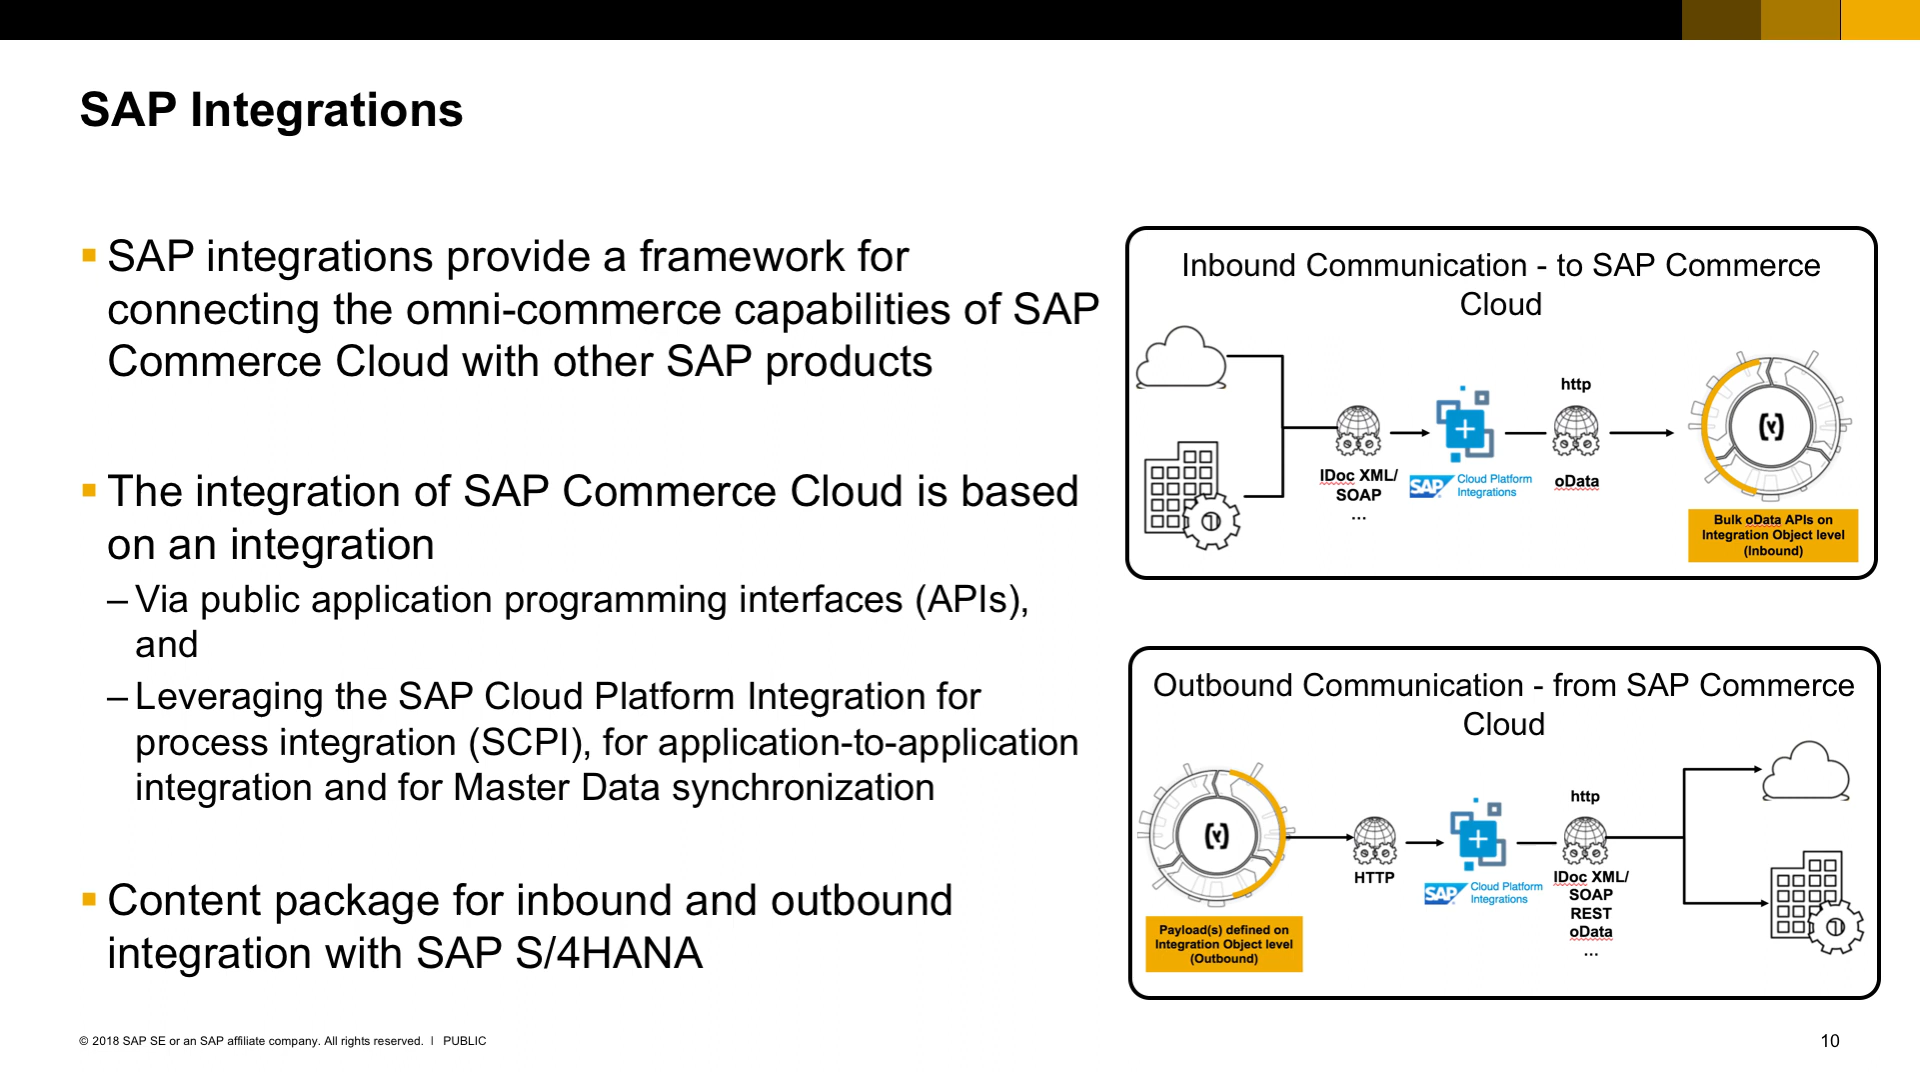 SAP Integrations
▪ SAP integrations provide a framework for
connecting the omni-commerce capabilities of SAP
Commerce Cloud with other SAP products
▪ The integration of SAP Commerce Cloud is based
on an integration
– Via public application programming interfaces (APIs),
and
– Leveraging the SAP Cloud Platform Integration for
process integration (SCPI), for application-to-application
integration and for Master Data synchronization
▪ Content package for inbound and outbound
integration with SAP S/4HANA
Inbound Communication - to SAP Commerce
Cloud
IDoc XML/
SOAP
...
SAP Cloud Platform
Integrations
http
oData
Bulk oData APIs on
Integration Object level
(Inbound)
Outbound Communication - from SAP Commerce
Cloud
Payload(s) defined on
Integration Object level
(Outbound)
HTTP
SAP Cloud Platform
Integrations
http
IDoc XML/
SOAP
REST
oData
...
© 2018 SAP SE or an SAP affiliate company. All rights reserved. | PUBLIC
10